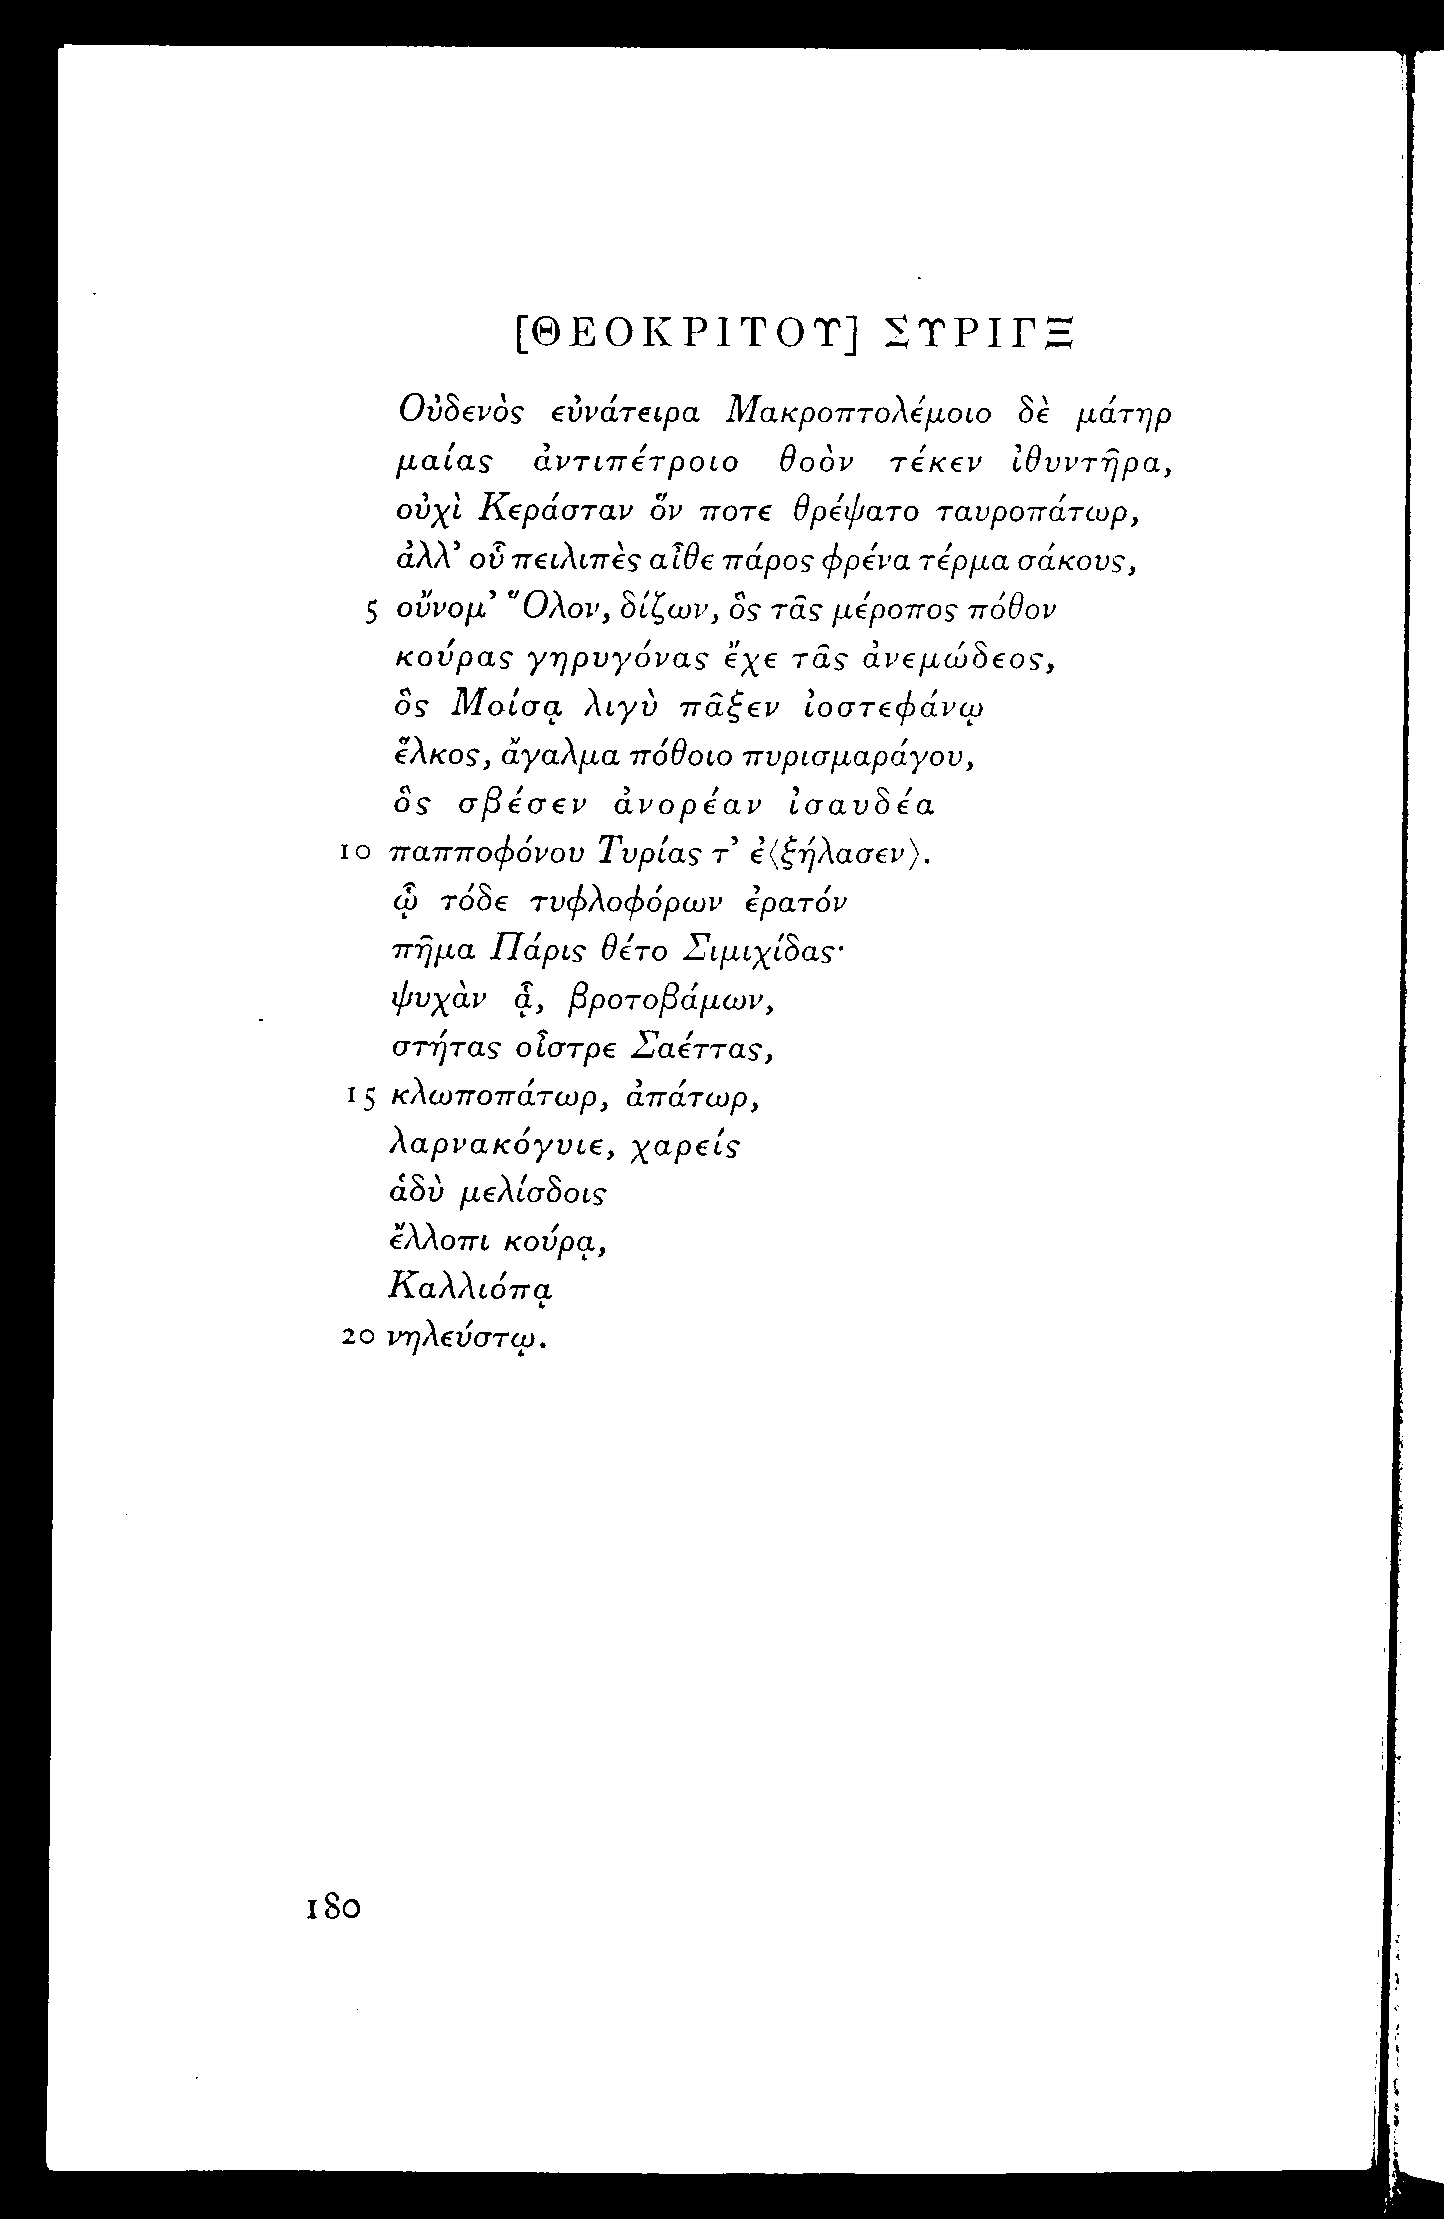 [ΘΕΟΚΡΙΤΟΥ] ΣΥΡΙΓΞ
Οὐδενὸς εὐνάτειρα Μακροπτολέμοιο δὲ μάτηρ
μαίας ἀντιπέτροιο θοὸν τέκεν ἰθυντῆρα,
οὐχὶ Κεράσταν ὅν ποτε θρέψατο ταυροπάτωρ,
ἀλλ’ οὗ πειλιπὲς αἶθε πάρος φρένα τέρμα σάκους,
5 οὔνομ’ Ὅλον, δίζων, ὃς τᾶς μέροπος πόθον
κούρας γηρυγόνας ἔχε τᾶς ἀνεμώδεος,
ὃς Μοίσᾳ λιγὺ πᾶξεν ἰοστεφάνῳ
ἕλκος, ἄγαλμα πόθοιο πυρισμαράγου,
ὃς σβέσεν ἀνορέαν ἰσαυδέα
10 παπποφόνου Τυρίας τ’ ἐ⟨ξήλασεν⟩.
ᾧ τόδε τυφλοφόρων ἐρατόν
πῆμα Πάρις θέτο Σιμιχίδας·
ψυχὰν ᾇ, βροτοβάμων,
στήτας οἶστρε Σαέττας,
15 κλωποπάτωρ, ἀπάτωρ,
λαρνακόγυιε, χαρείς
ἁδὺ μελίσδοις
ἔλλοπι κούρᾳ,
Καλλιόπᾳ
20 νηλεύστῳ.
180